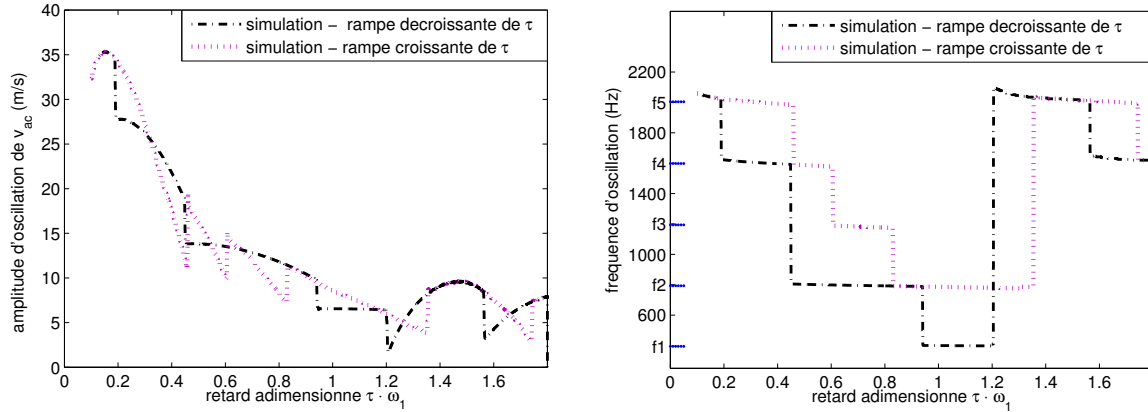 simulation − rampe decroissante de τ
simulation − rampe croissante de τ
amplitude d'oscillation de v_ac (m/s)
40
35
30
25
20
15
10
5
0
0 0.2 0.4 0.6 0.8 1 1.2 1.4 1.6
retard adimensionne τ · ω_1
simulation − rampe decroissante de τ
simulation − rampe croissante de τ
frequence d'oscillation (Hz)
2200
f5
1800
f4
1400
f3
1000
f2
600
f1
0 0.2 0.4 0.6 0.8 1 1.2 1.4 1.6
retard adimensionne τ · ω_1